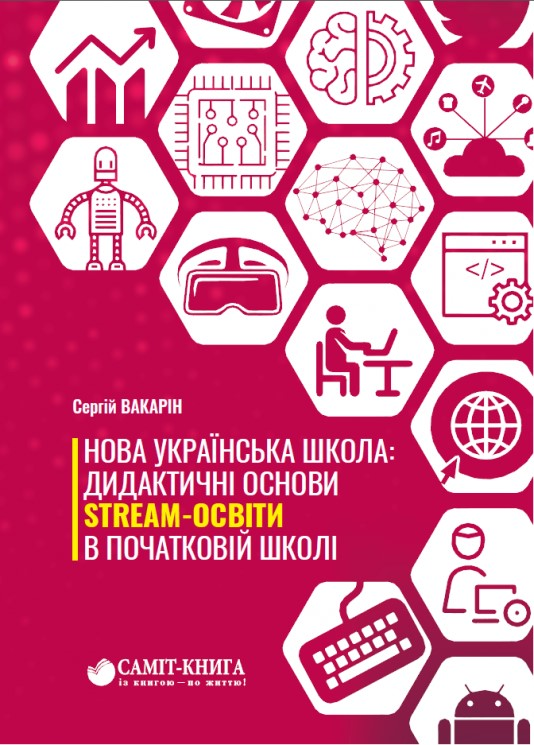 Сергій ВАКАРІН
НОВА УКРАЇНСЬКА ШКОЛА:
ДИДАКТИЧНІ ОСНОВИ
STREAM-ОСВІТИ
В ПОЧАТКОВІЙ ШКОЛІ
САМІТ-КНИГА
із книгою — по життю!